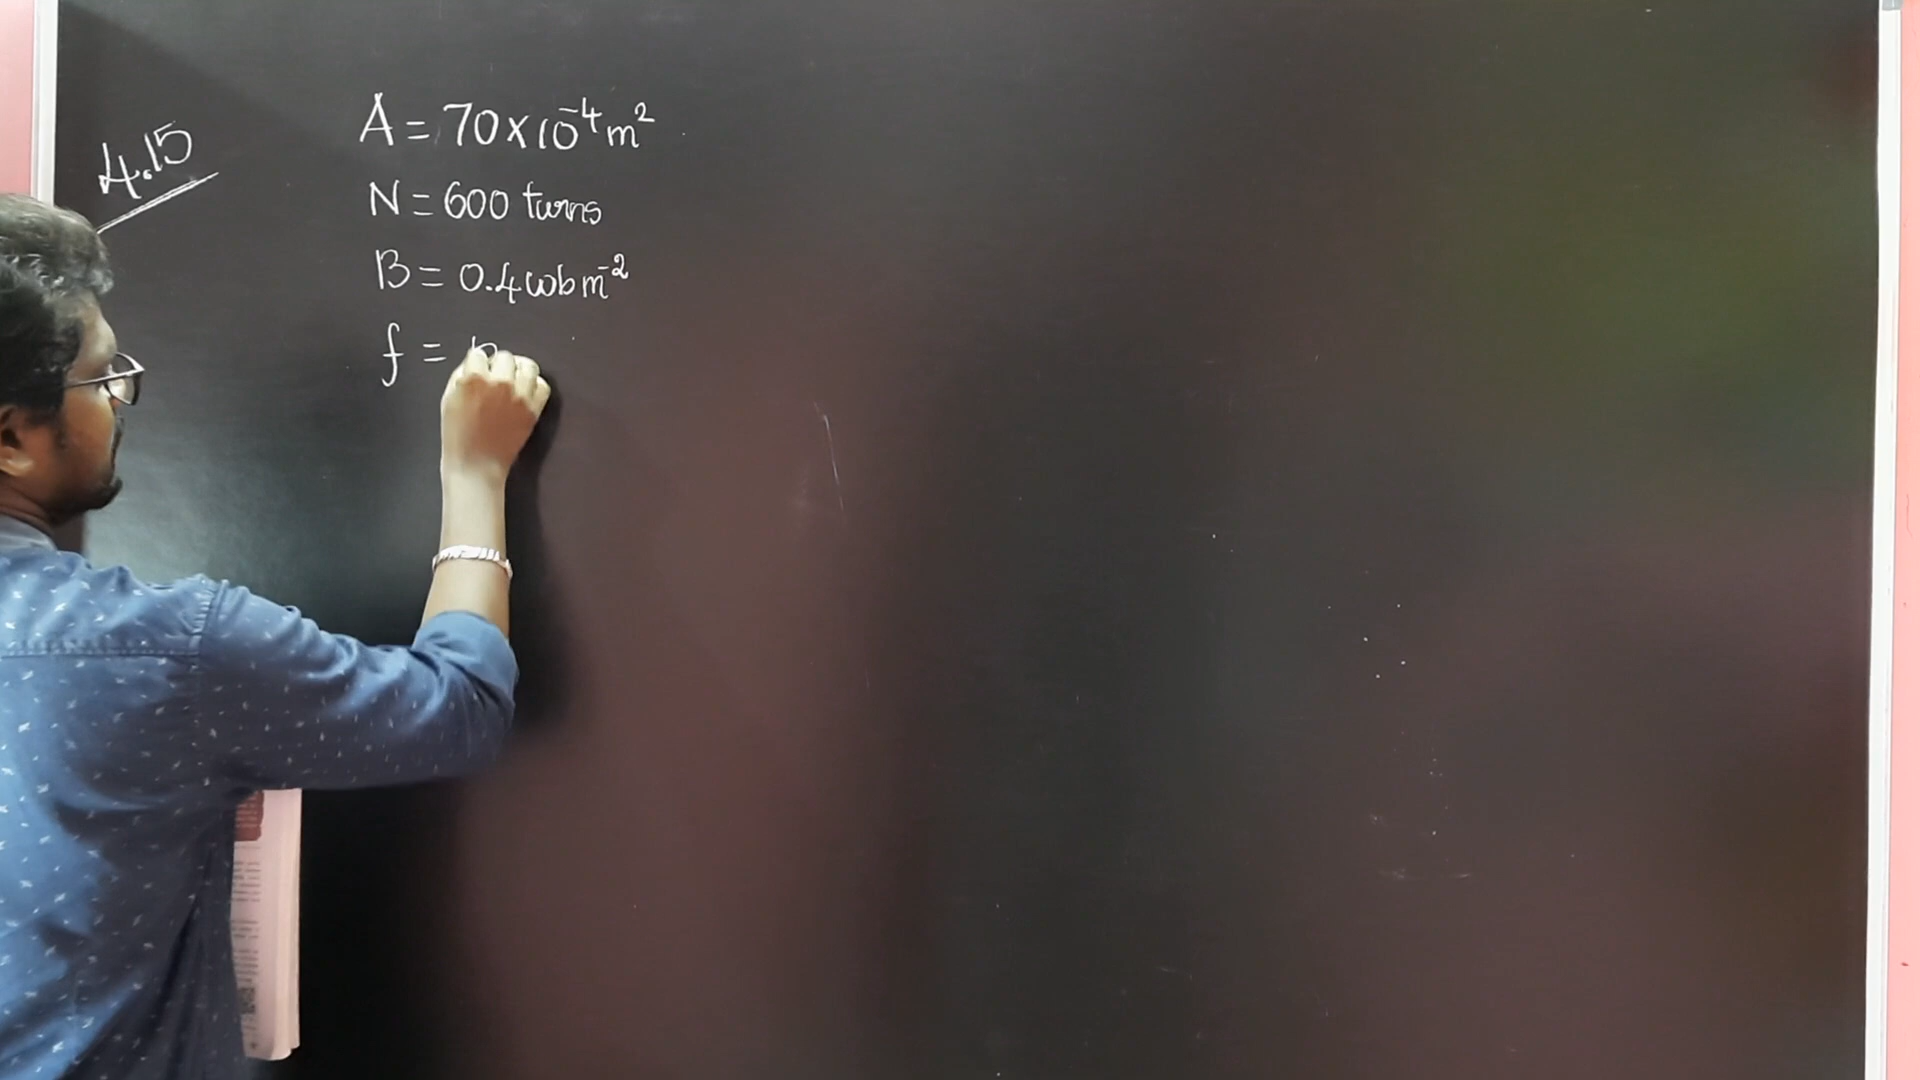 4.15
A = 70×10⁻⁴ m²
N = 600 turns
B = 0.4 wb m⁻²
f =